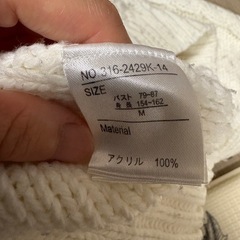 NO 316-2429K-14
SIZE
バスト 79-87
身 長 154-162
M
Material
アクリル 100%